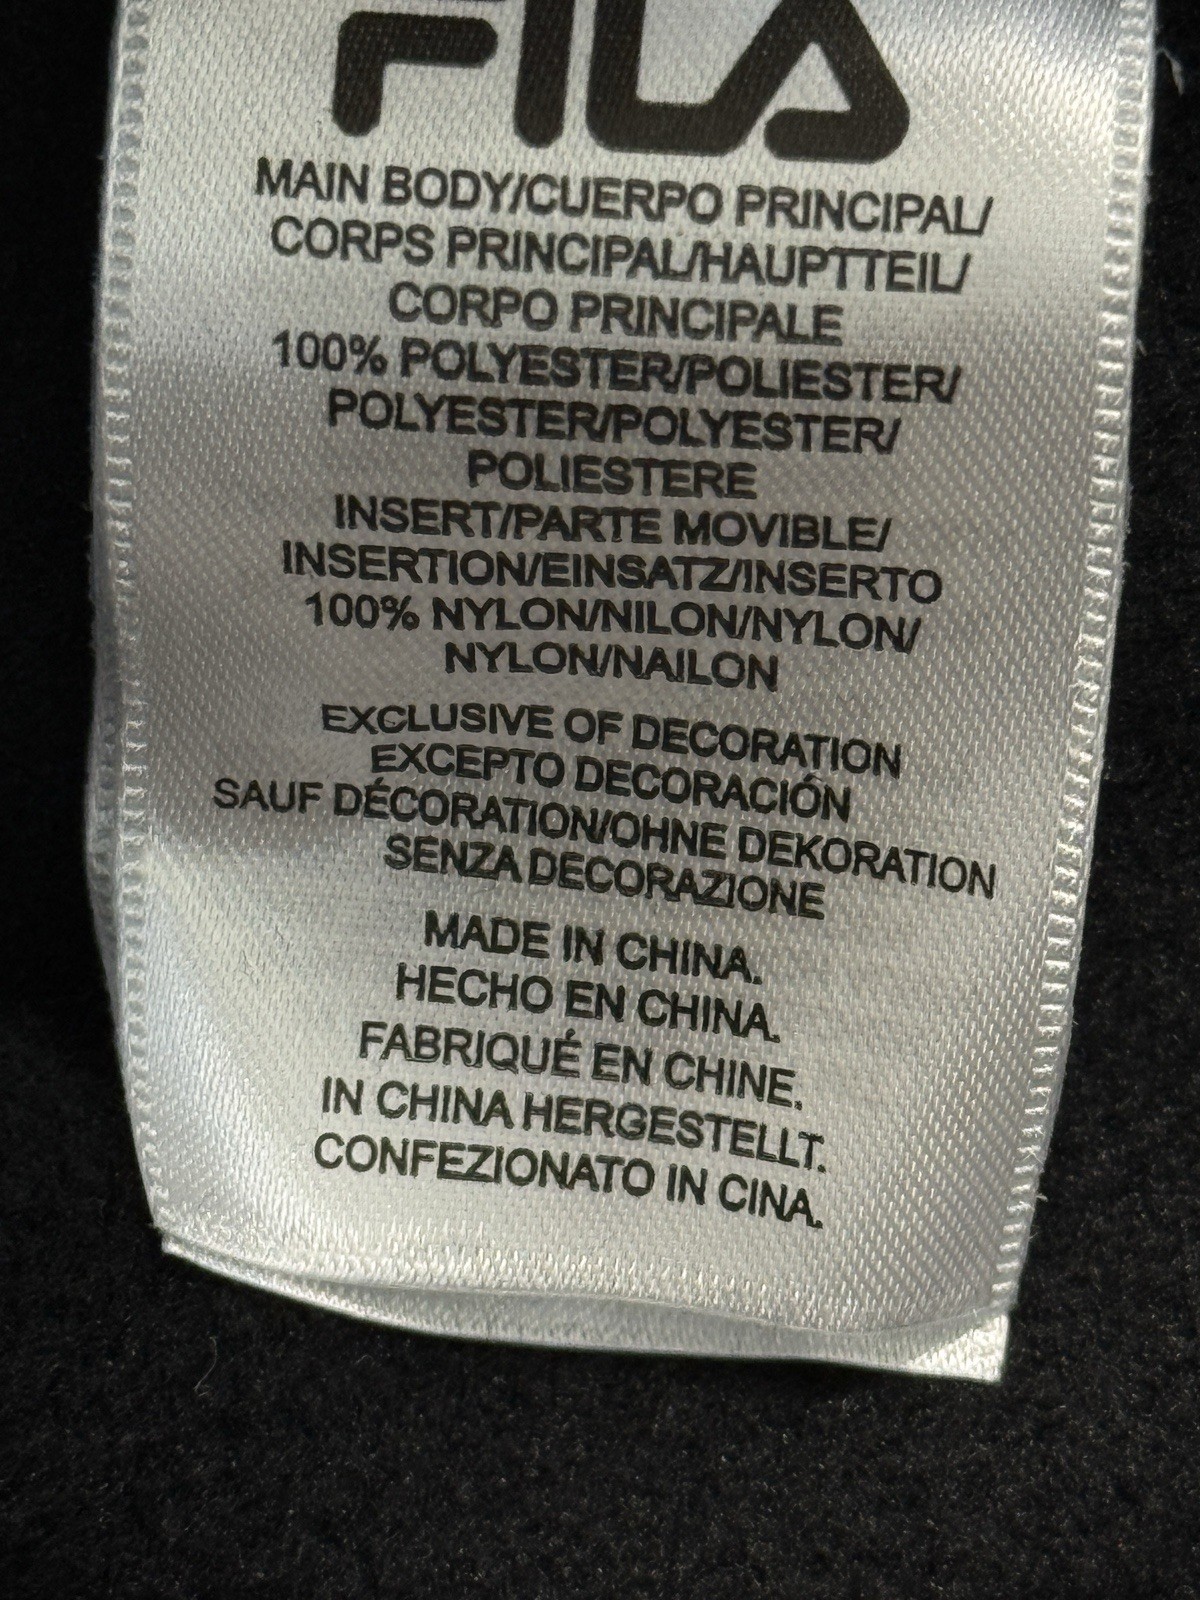 FILA
MAIN BODY/CUERPO PRINCIPAL/
CORPS PRINCIPAL/HAUPTTEIL/
CORPO PRINCIPALE
100% POLYESTER/POLIESTER/
POLYESTER/POLYESTER/
POLIESTERE
INSERT/PARTE MOVIBLE/
INSERTION/EINSATZ/INSERTO
100% NYLON/NILON/NYLON/
NYLON/NAILON
EXCLUSIVE OF DECORATION
EXCEPTO DECORACIÓN
SAUF DÉCORATION/OHNE DEKORATION
SENZA DECORAZIONE
MADE IN CHINA.
HECHO EN CHINA.
FABRIQUÉ EN CHINE.
IN CHINA HERGESTELLT.
CONFEZIONATO IN CINA.